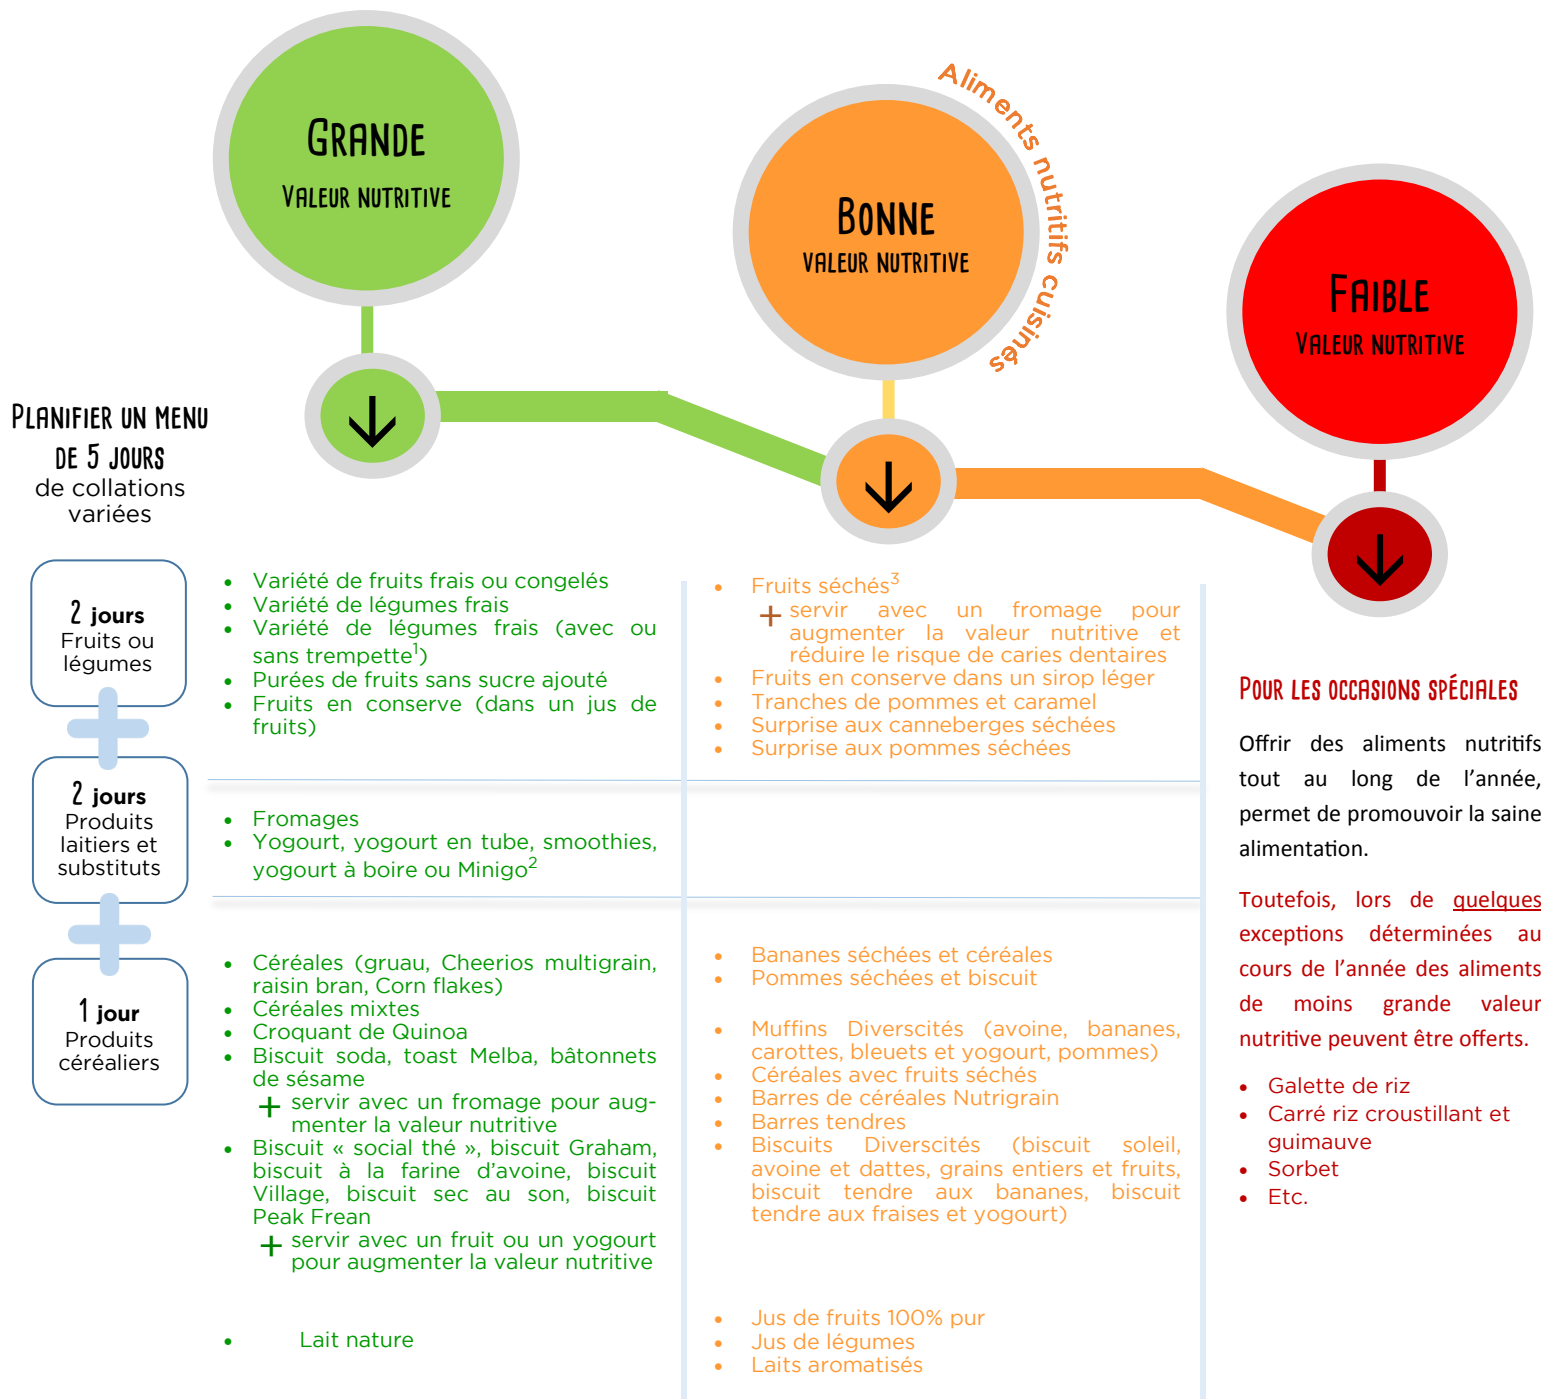 GRANDE
VALEUR NUTRITIVE
Aliments nutritifs cuisinés
BONNE
VALEUR NUTRITIVE
FAIBLE
VALEUR NUTRITIVE
PLANIFIER UN MENU
DE 5 JOURS
de collations
variées
2 jours
Fruits ou
légumes
• Variété de fruits frais ou congelés
• Variété de légumes frais
• Variété de légumes frais (avec ou
sans trempette¹)
• Purées de fruits sans sucre ajouté
• Fruits en conserve (dans un jus de
fruits)
• Fruits séchés³
+ servir avec un fromage pour
augmenter la valeur nutritive et
réduire le risque de caries dentaires
• Fruits en conserve dans un sirop léger
• Tranches de pommes et caramel
• Surprise aux canneberges séchées
• Surprise aux pommes séchées
2 jours
Produits
laitiers et
substituts
• Fromages
• Yogourt, yogourt en tube, smoothies,
yogourt à boire ou Minigo²
1 jour
Produits
céréaliers
• Céréales (gruau, Cheerios multigrain,
raisin bran, Corn flakes)
• Céréales mixtes
• Croquant de Quinoa
• Biscuit soda, toast Melba, bâtonnets
de sésame
+ servir avec un fromage pour aug-
menter la valeur nutritive
• Biscuit « social thé », biscuit Graham,
biscuit à la farine d’avoine, biscuit
Village, biscuit sec au son, biscuit
Peak Frean
+ servir avec un fruit ou un yogourt
pour augmenter la valeur nutritive
• Lait nature
• Bananes séchées et céréales
• Pommes séchées et biscuit
• Muffins Diverscités (avoine, bananes,
carottes, bleuets et yogourt, pommes)
• Céréales avec fruits séchés
• Barres de céréales Nutrigrain
• Barres tendres
• Biscuits Diverscités (biscuit soleil,
avoine et dattes, grains entiers et fruits,
biscuit tendre aux bananes, biscuit
tendre aux fraises et yogourt)
• Jus de fruits 100% pur
• Jus de légumes
• Laits aromatisés
POUR LES OCCASIONS SPÉCIALES
Offrir des aliments nutritifs
tout au long de l’année,
permet de promouvoir la saine
alimentation.
Toutefois, lors de quelques
exceptions déterminées au
cours de l’année des aliments
de moins grande valeur
nutritive peuvent être offerts.
• Galette de riz
• Carré riz croustillant et
guimauve
• Sorbet
• Etc.